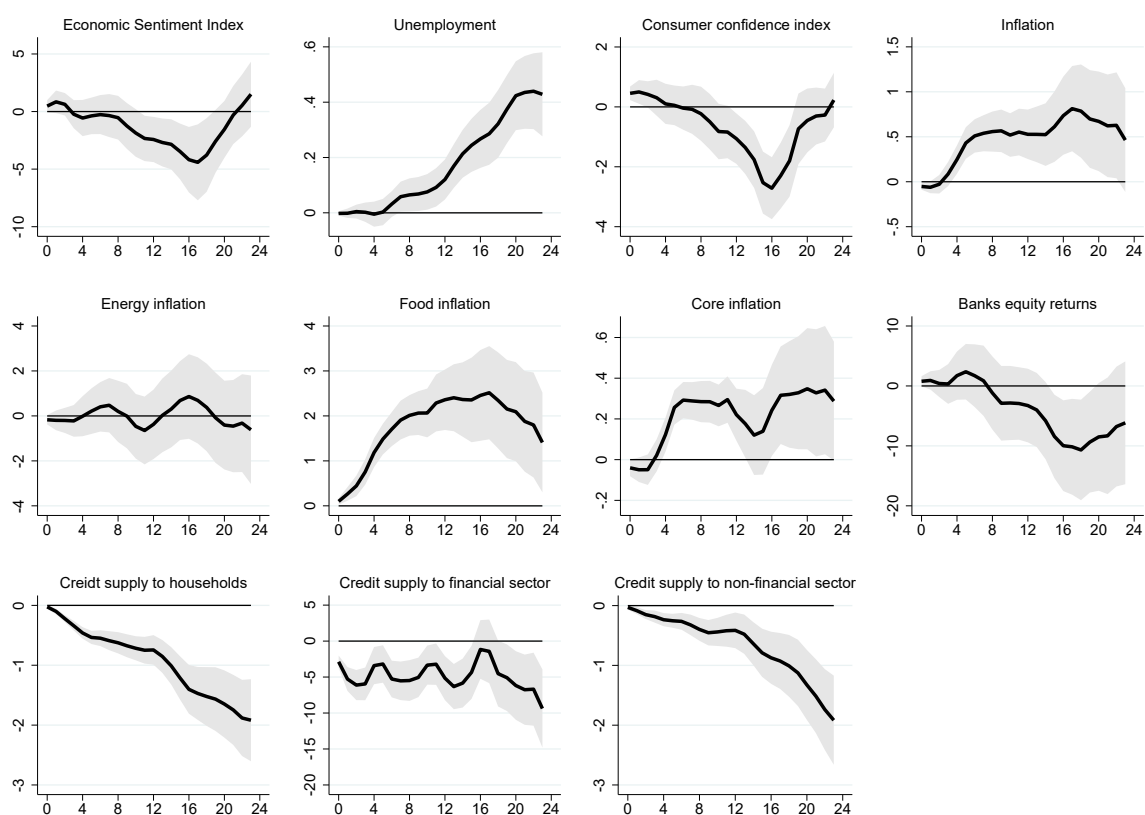 Economic Sentiment Index
5
0
-5
-10
0 4 8 12 16 20 24
Unemployment
.6
.4
.2
0
0 4 8 12 16 20 24
Consumer confidence index
2
0
-2
-4
0 4 8 12 16 20 24
Inflation
1.5
1
.5
0
-.5
0 4 8 12 16 20 24
Energy inflation
4
2
0
-2
-4
0 4 8 12 16 20 24
Food inflation
4
3
2
1
0
0 4 8 12 16 20 24
Core inflation
.6
.4
.2
0
-.2
0 4 8 12 16 20 24
Banks equity returns
10
0
-10
-20
0 4 8 12 16 20 24
Creidt supply to households
0
-1
-2
-3
0 4 8 12 16 20 24
Credit supply to financial sector
5
0
-5
-10
-15
-20
0 4 8 12 16 20 24
Credit supply to non-financial sector
0
-1
-2
-3
0 4 8 12 16 20 24